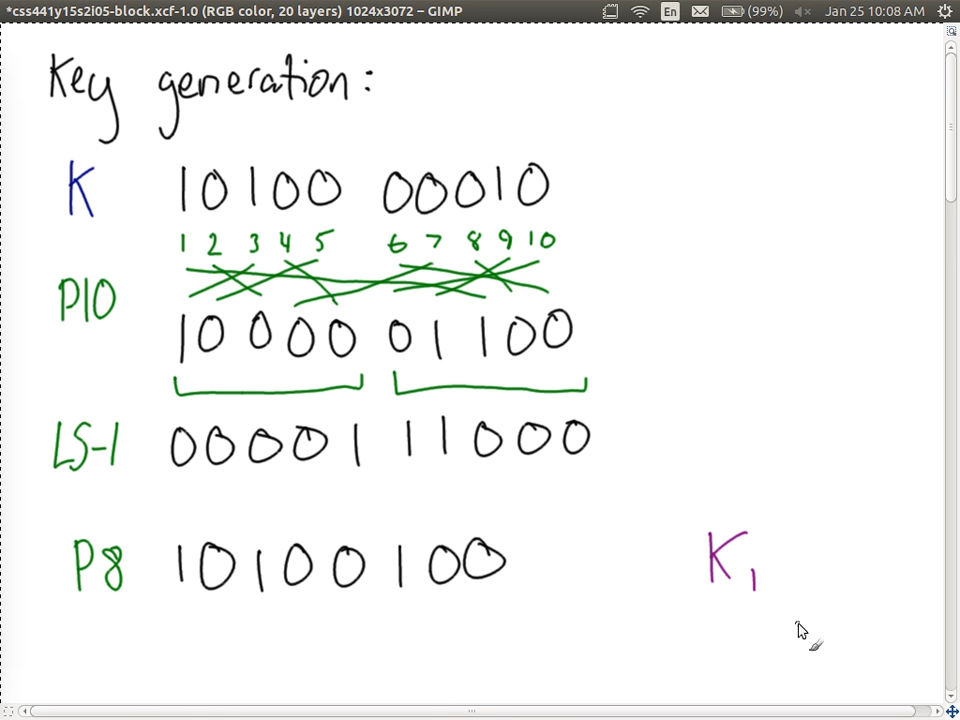 *css441y15s2i05-block.xcf-1.0 (RGB color, 20 layers) 1024x3072 – GIMP En (99%) Jan 25 10:08 AM
Key generation:
K 10100 00010
1 2 3 4 5 6 7 8 9 10
P10
10000 01100
LS-1 00001 11000
P8 10100100 K1